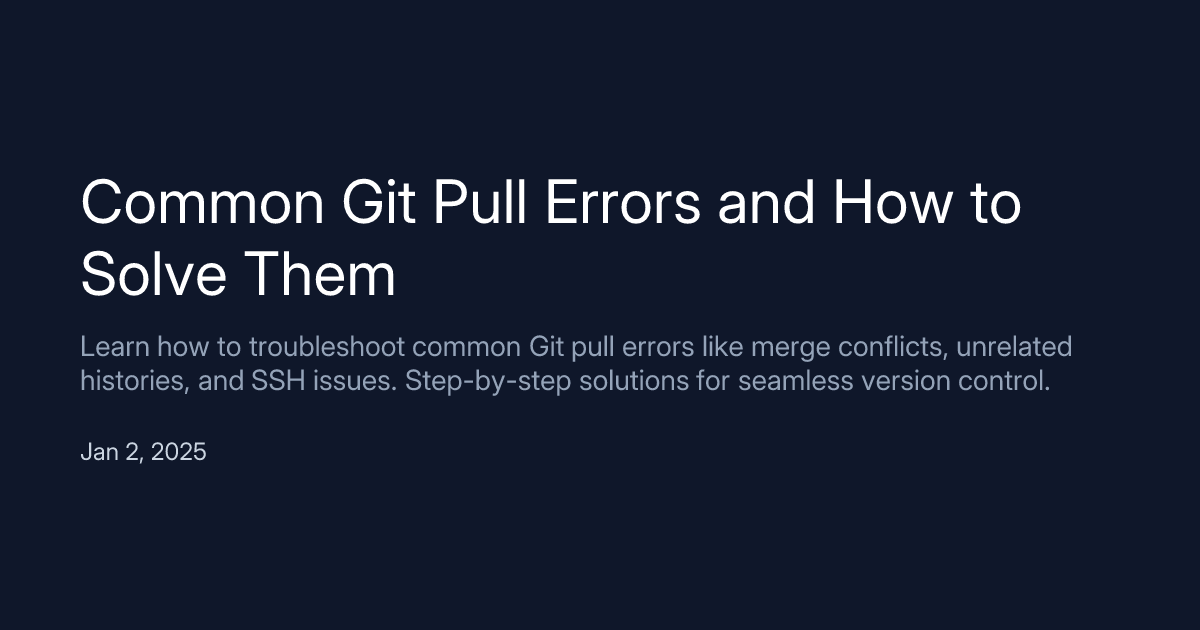 Common Git Pull Errors and How to
Solve Them
Learn how to troubleshoot common Git pull errors like merge conflicts, unrelated
histories, and SSH issues. Step-by-step solutions for seamless version control.
Jan 2, 2025